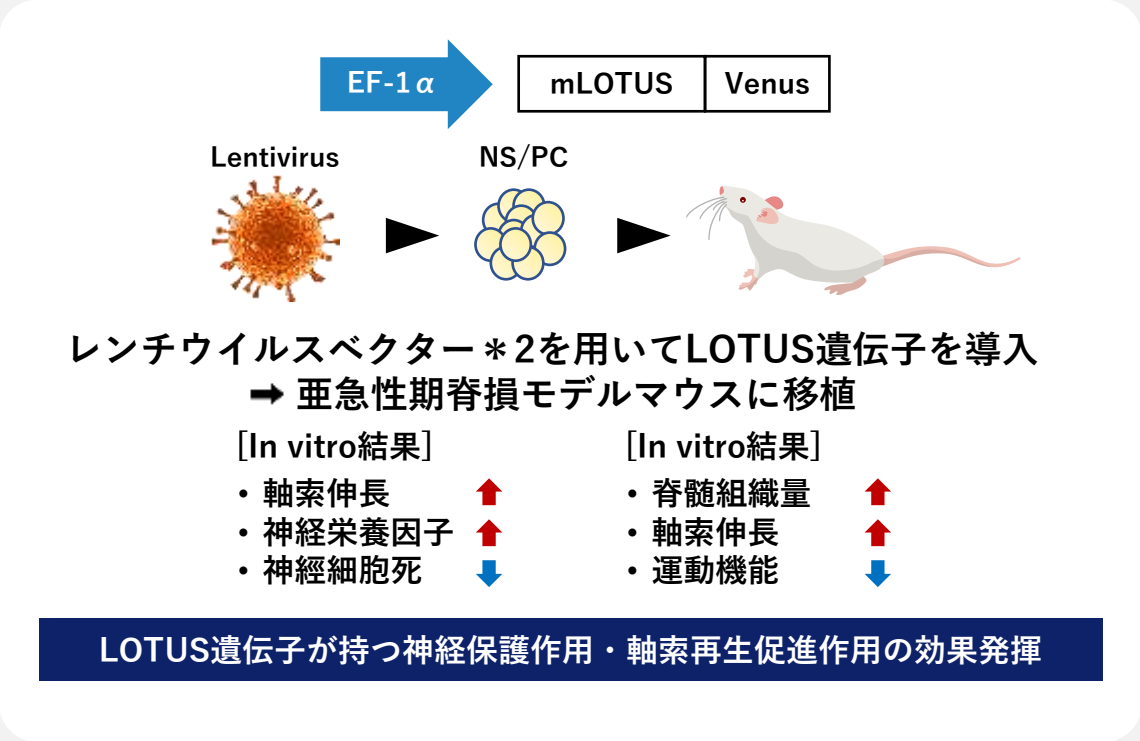 EF-1α
mLOTUS Venus
Lentivirus
NS/PC
レンチウイルスベクター＊2を用いてLOTUS遺伝子を導入
➡ 亜急性期脊損モデルマウスに移植
[In vitro結果]
・軸索伸長 ⬆
・神経栄養因子 ⬆
・神經細胞死 ⬇
[In vitro結果]
・脊髄組織量 ⬆
・軸索伸長 ⬆
・運動機能 ⬇
LOTUS遺伝子が持つ神経保護作用・軸索再生促進作用の効果発揮